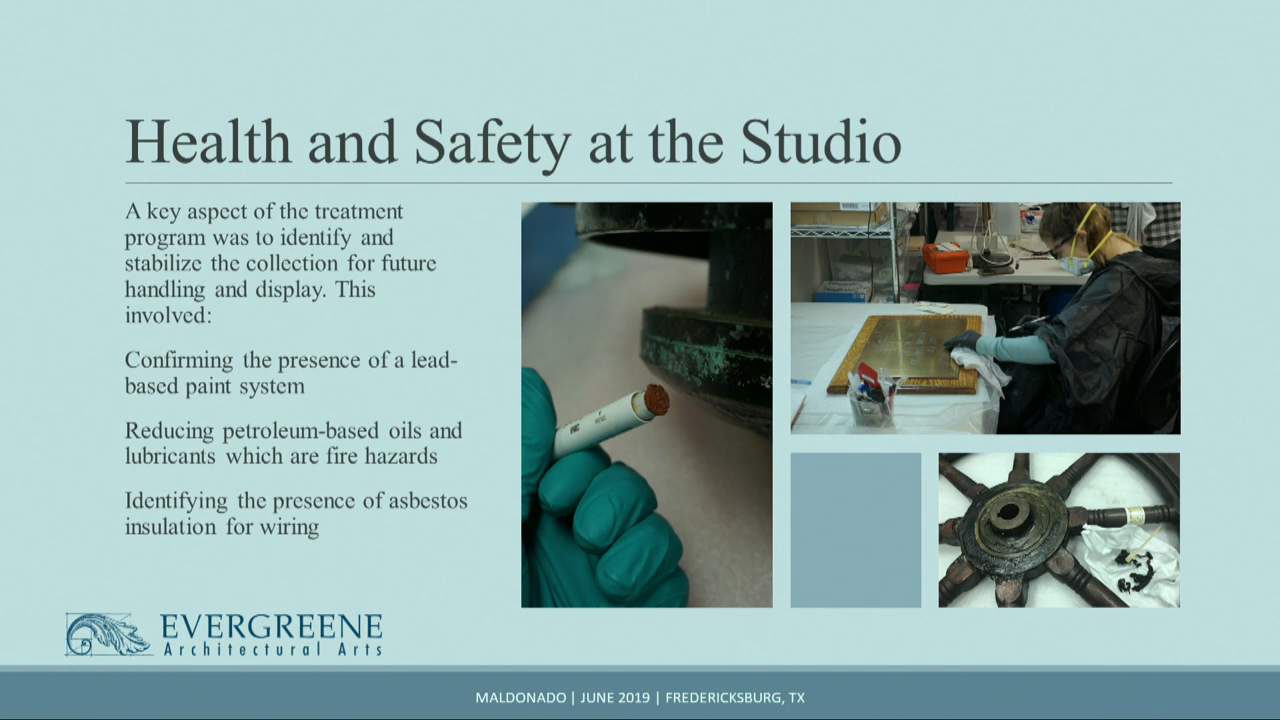 Health and Safety at the Studio
A key aspect of the treatment
program was to identify and
stabilize the collection for future
handling and display. This
involved:
Confirming the presence of a lead-
based paint system
Reducing petroleum-based oils and
lubricants which are fire hazards
Identifying the presence of asbestos
insulation for wiring
EVERGREENE
Architectural Arts
MALDONADO | JUNE 2019 | FREDERICKSBURG, TX